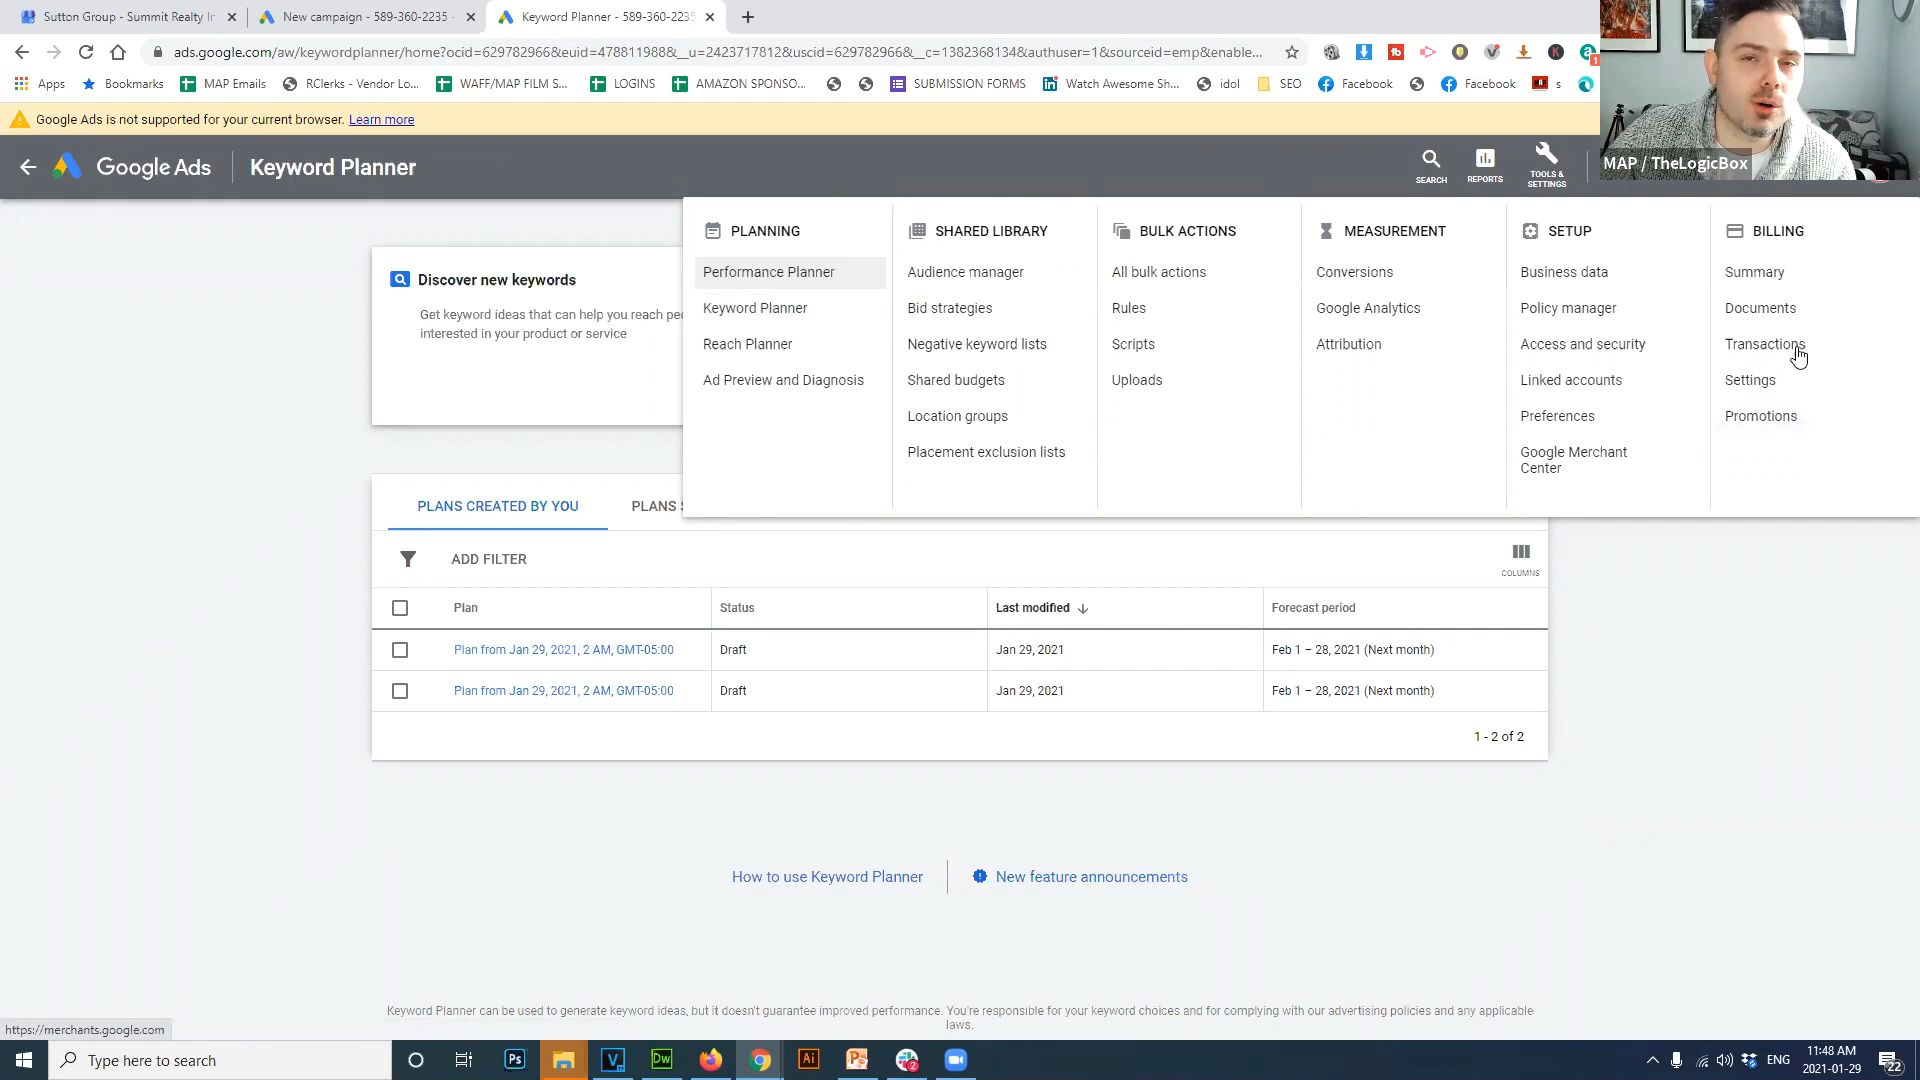 Sutton Group - Summit Realty I
New campaign - 589-360-2235 -
Keyword Planner - 589-360-2235
ads.google.com/aw/keywordplanner/home?ocid=629782966&euid=478811988&__u=2423717812&uscid=629782966&__c=1382368134&authuser=1&sourceid=emp&enable...
Apps
Bookmarks
MAP Emails
RClerks - Vendor Lo...
WAFF/MAP FILM S...
LOGINS
AMAZON SPONSO...
SUBMISSION FORMS
Watch Awesome Sh...
idol
SEO
Facebook
Facebook
s
Google Ads is not supported for your current browser. Learn more
Google Ads
Keyword Planner
SEARCH
REPORTS
TOOLS &
SETTINGS
MAP / TheLogicBox
PLANNING
Performance Planner
Keyword Planner
Reach Planner
Ad Preview and Diagnosis
SHARED LIBRARY
Audience manager
Bid strategies
Negative keyword lists
Shared budgets
Location groups
Placement exclusion lists
BULK ACTIONS
All bulk actions
Rules
Scripts
Uploads
MEASUREMENT
Conversions
Google Analytics
Attribution
SETUP
Business data
Policy manager
Access and security
Linked accounts
Preferences
Google Merchant
Center
BILLING
Summary
Documents
Transactions
Settings
Promotions
Discover new keywords
Get keyword ideas that can help you reach pe
interested in your product or service
PLANS CREATED BY YOU
PLANS
ADD FILTER
COLUMNS
Plan
Status
Last modified
Forecast period
Plan from Jan 29, 2021, 2 AM, GMT-05:00
Draft
Jan 29, 2021
Feb 1 – 28, 2021 (Next month)
Plan from Jan 29, 2021, 2 AM, GMT-05:00
Draft
Jan 29, 2021
Feb 1 – 28, 2021 (Next month)
1 - 2 of 2
How to use Keyword Planner
New feature announcements
Keyword Planner can be used to generate keyword ideas, but it doesn't guarantee improved performance. You're responsible for your keyword choices and for complying with our advertising policies and any applicable
laws.
https://merchants.google.com
Type here to search
Ps
V
Dw
Ai
P
2
ENG
11:48 AM
2021-01-29
22